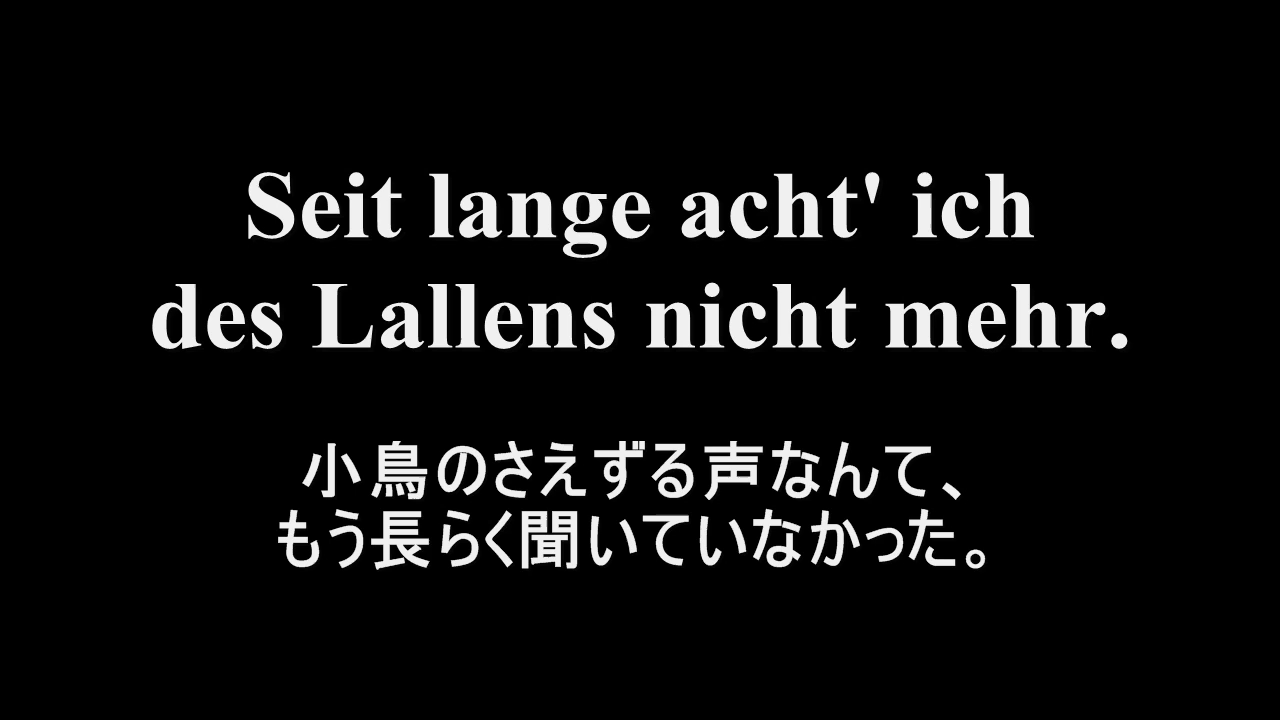 Seit lange acht' ich
des Lallens nicht mehr.
小鳥のさえずる声なんて、
もう長らく聞いていなかった。